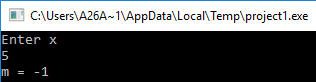 C:\Users\A26A~1\AppData\Local\Temp\project1.exe
Enter x
5
m = -1